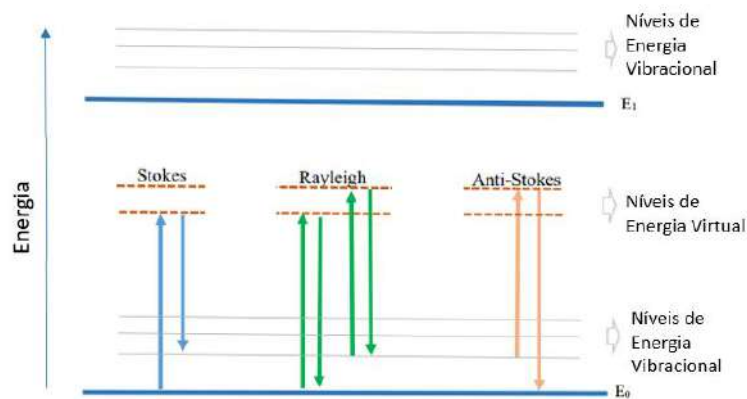 Níveis de
Energia
Vibracional
E₁
Stokes
Rayleigh
Anti-Stokes
Níveis de
Energia Virtual
Energia
Níveis de
Energia
Vibracional
E₀